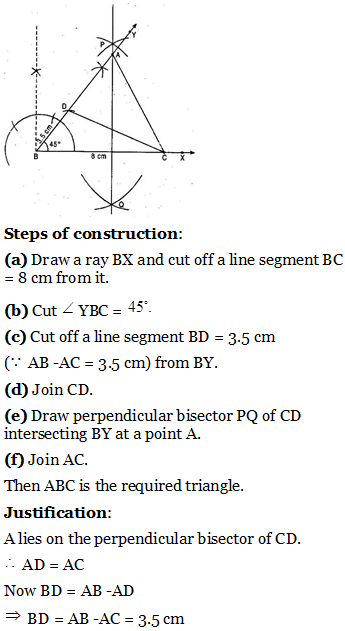 P
Y
A
D
3.5 cm
45°
B
8 cm
C
X
Q
Steps of construction:
(a) Draw a ray BX and cut off a line segment BC
= 8 cm from it.
(b) Cut ∠ YBC = 45°.
(c) Cut off a line segment BD = 3.5 cm
(∵ AB -AC = 3.5 cm) from BY.
(d) Join CD.
(e) Draw perpendicular bisector PQ of CD
intersecting BY at a point A.
(f) Join AC.
Then ABC is the required triangle.
Justification:
A lies on the perpendicular bisector of CD.
∴ AD = AC
Now BD = AB -AD
⇒ BD = AB -AC = 3.5 cm